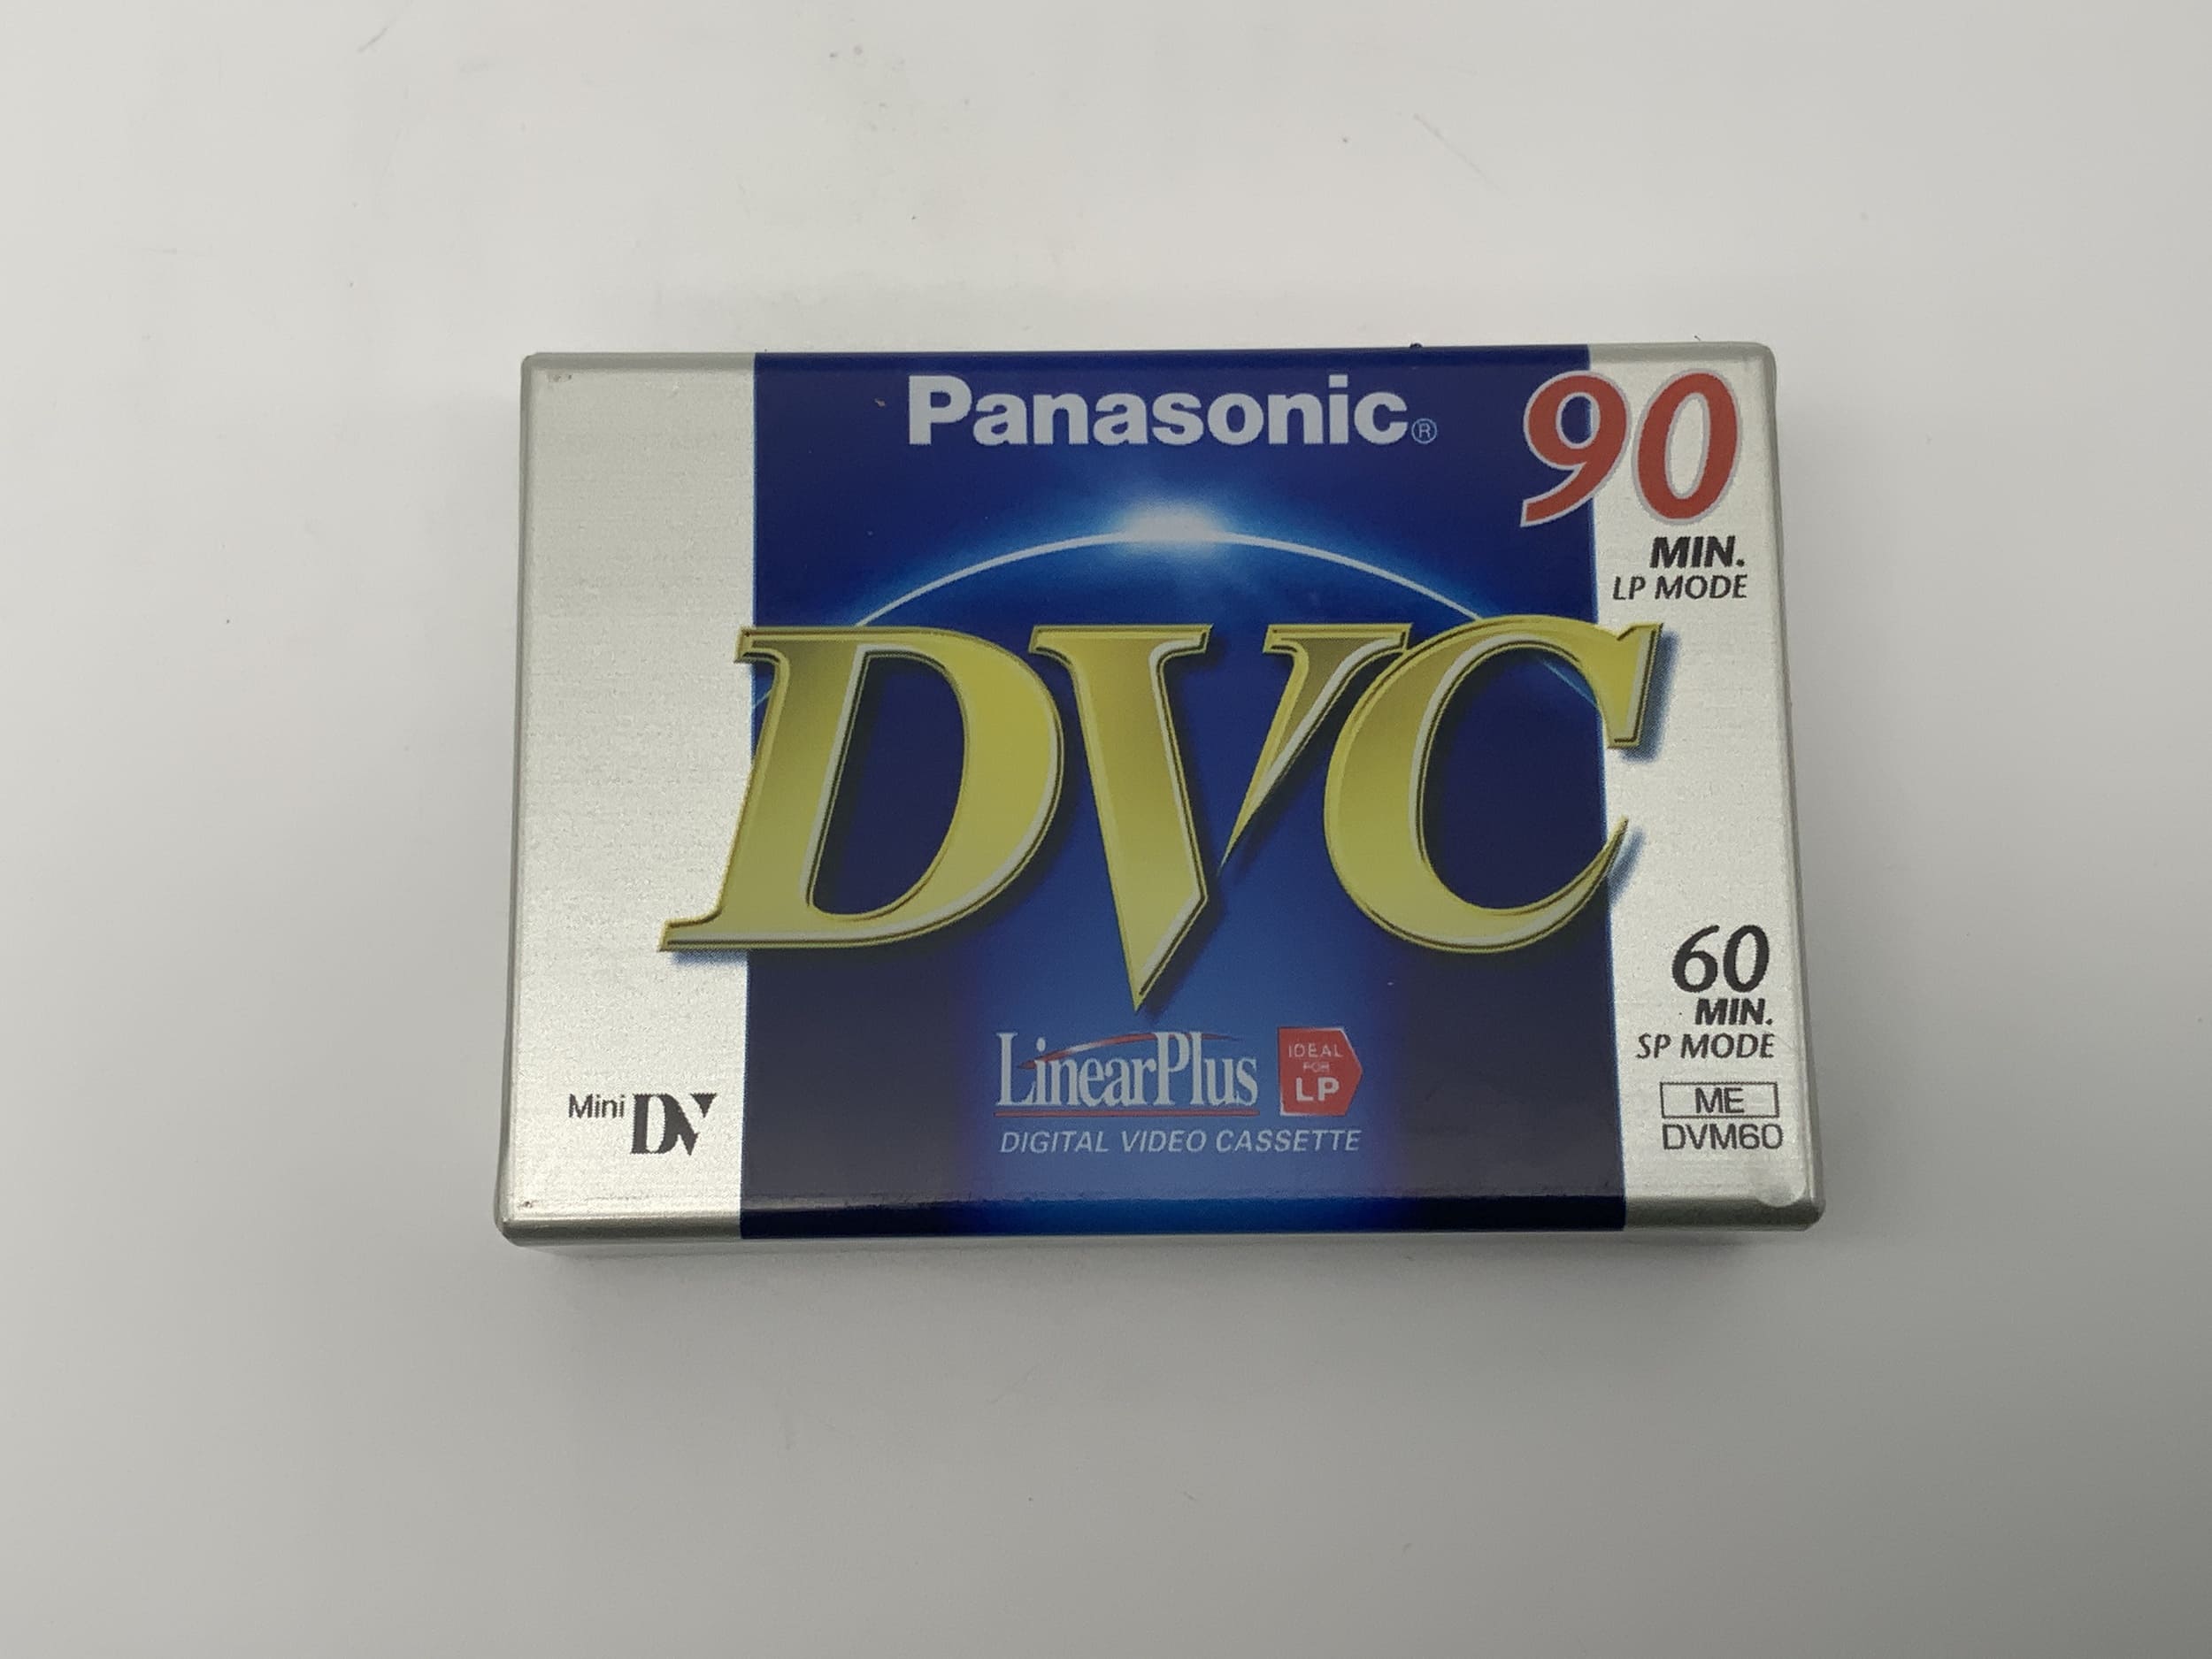 Panasonic®
90
MIN.
LP MODE
DVC
60
MIN.
SP MODE
LinearPlus
IDEAL
FOR
LP
DIGITAL VIDEO CASSETTE
Mini DV
ME
DVM60